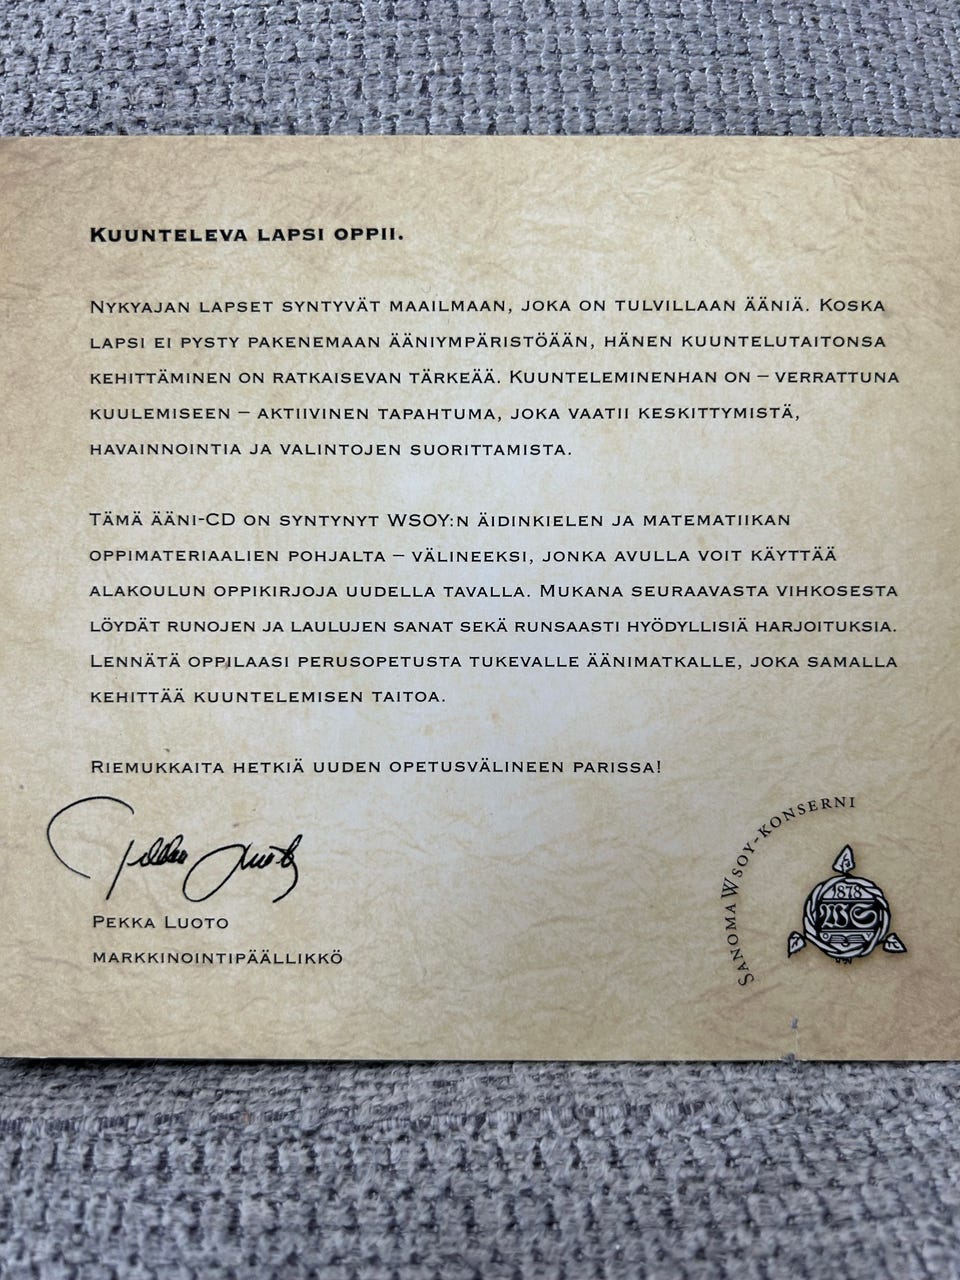 Kuunteleva lapsi oppii.
Nykyajan lapset syntyvät maailmaan, joka on tulvillaan ääniä. Koska
lapsi ei pysty pakenemaan ääniympäristöään, hänen kuuntelutaitonsa
kehittäminen on ratkaisevan tärkeää. Kuunteleminenhan on – verrattuna
kuulemiseen – aktiivinen tapahtuma, joka vaatii keskittymistä,
havainnointia ja valintojen suorittamista.
Tämä ääni-CD on syntynyt WSOY:n äidinkielen ja matematiikan
oppimateriaalien pohjalta – välineeksi, jonka avulla voit käyttää
alakoulun oppikirjoja uudella tavalla. Mukana seuraavasta vihkosesta
löydät runojen ja laulujen sanat sekä runsaasti hyödyllisiä harjoituksia.
Lennätä oppilaasi perusopetusta tukevalle äänimatkalle, joka samalla
kehittää kuuntelemisen taitoa.
Riemukkaita hetkiä uuden opetusvälineen parissa!
Pekka Luoto
Pekka Luoto
markkinointipäällikkö
Sanoma Wsoy-konserni
1878
WS